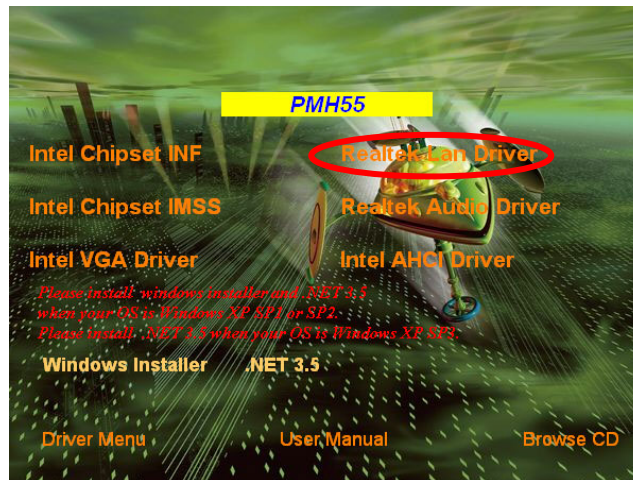 PMH55
Intel Chipset INF
Realtek Lan Driver
Intel Chipset IMSS
Realtek Audio Driver
Intel VGA Driver
Intel AHCI Driver
Please install windows installer and .NET 3.5
when your OS is Windows XP SP1 or SP2.
Please install .NET 3.5 when your OS is Windows XP SP3.
Windows Installer .NET 3.5
Driver Menu
User Manual
Browse CD